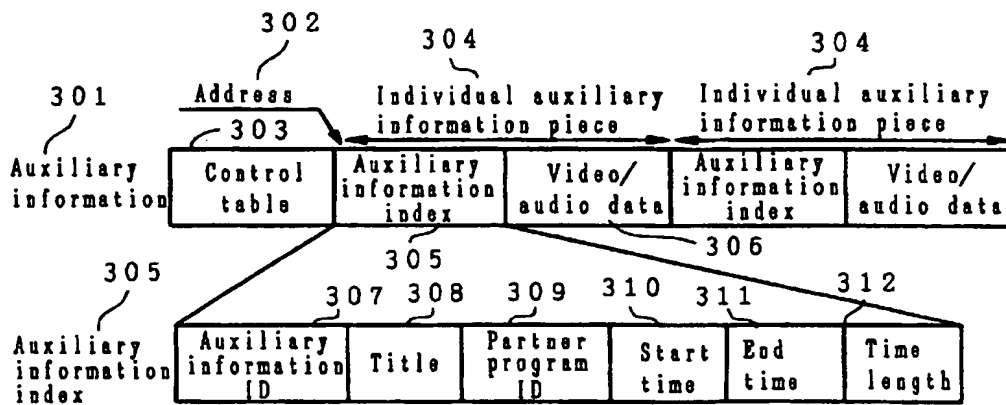 302
304
304
301
Address
Individual auxiliary
information piece
Individual auxiliary
information piece
303
Auxiliary
information
Control
table
Auxiliary
information
index
Video/
audio data
Auxiliary
information
index
Video/
audio data
305
306
305
307
308
309
310
311
312
Auxiliary
information
index
Auxiliary
information
ID
Title
Partner
program
ID
Start
time
End
time
Time
length